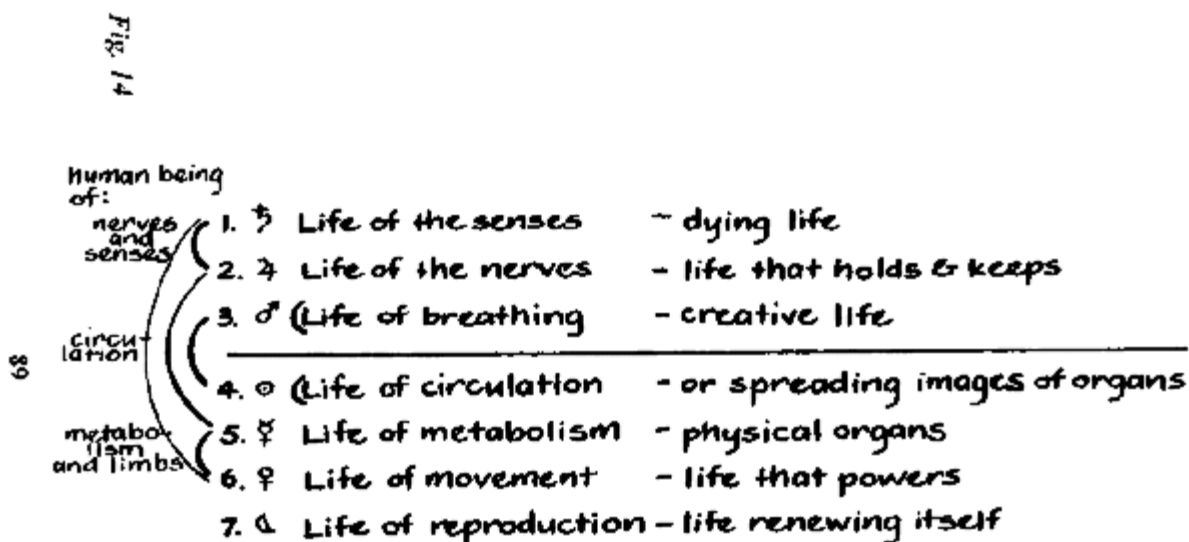 Fig. 14
human being
of:
nerves
and
senses
1. ♄ Life of the senses - dying life
2. ♃ Life of the nerves - life that holds & keeps
3. ♂ (Life of breathing - creative life
circu-
lation
4. ☉ (Life of circulation - or spreading images of organs
5. ☿ Life of metabolism - physical organs
metabo-
lism
and limbs
6. ♀ Life of movement - life that powers
7. ☾ Life of reproduction - life renewing itself
68